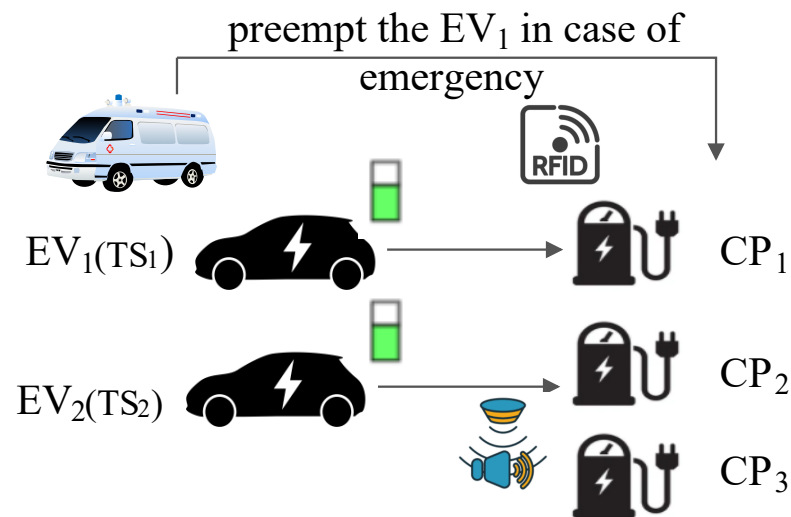 preempt the EV₁ in case of
emergency
RFID
EV₁(TS₁)
CP₁
EV₂(TS₂)
CP₂
CP₃